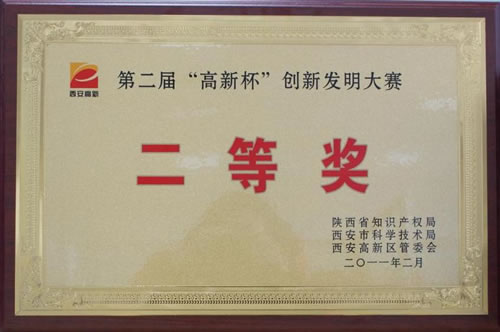 第二届“高新杯”创新发明大赛
西安高新
二等奖
陕西省知识产权局
西安市科学技术局
西安高新区管委会
二〇一一年二月